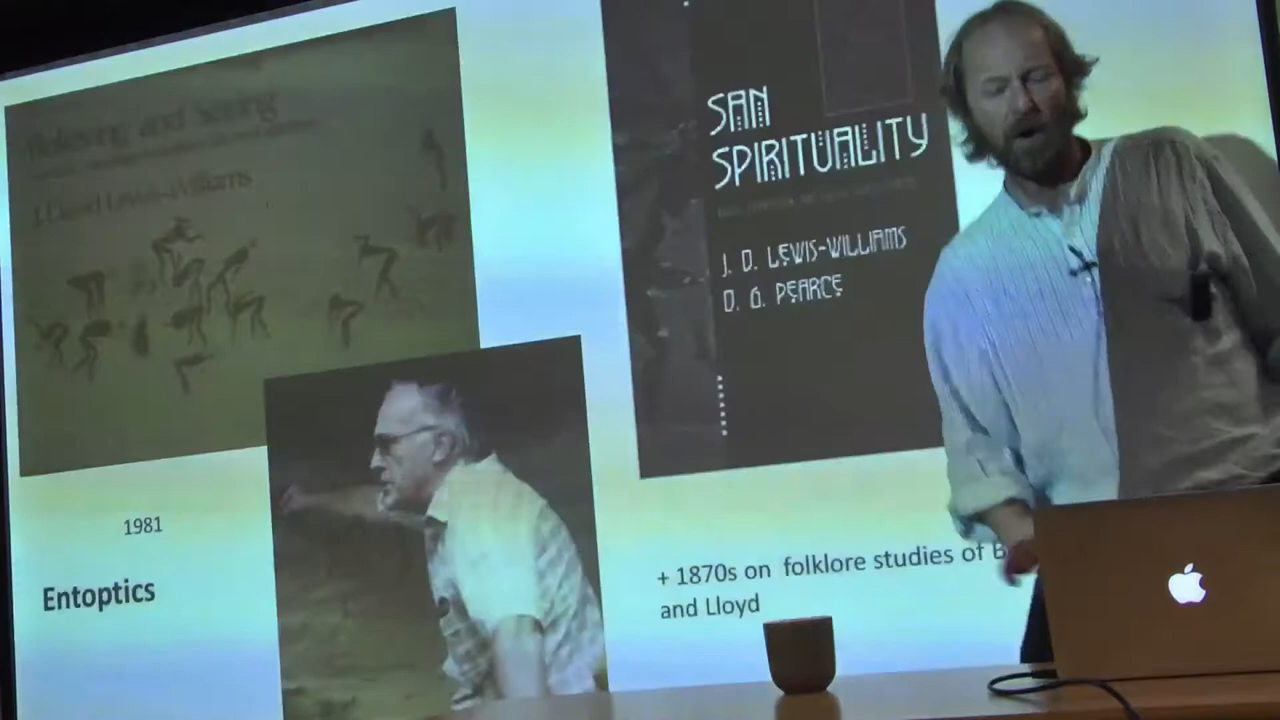 Believing and Seeing
J. David Lewis-Williams
1981
Entoptics
SAN
SPIRITUALITY
J. D. LEWIS-WILLIAMS
D. G. PEARCE
+ 1870s on folklore studies of B
and Lloyd